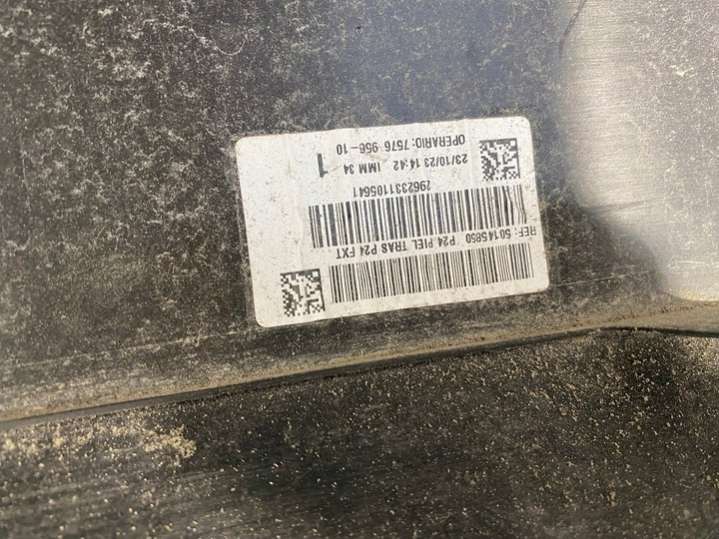 REF: 50145850 P24 PIEL TRAS P24 FXT
2962331105641
23/10/23 14:42 IMM 34 1
OPERARIO: 7576 956-10